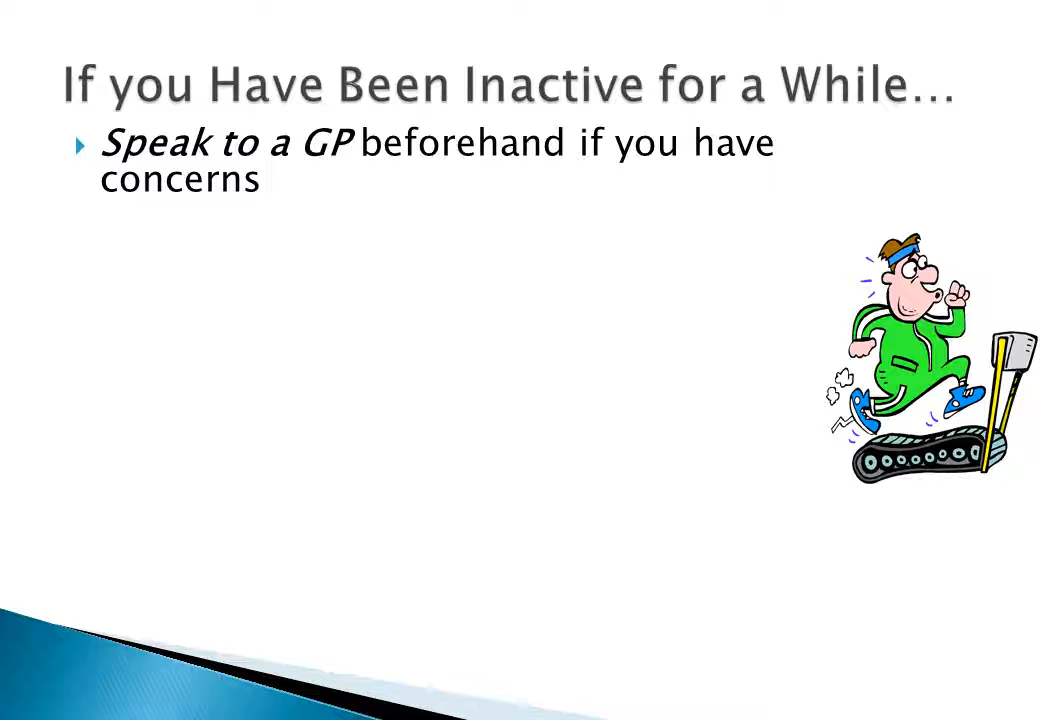 If you Have Been Inactive for a While…
Speak to a GP beforehand if you have
concerns